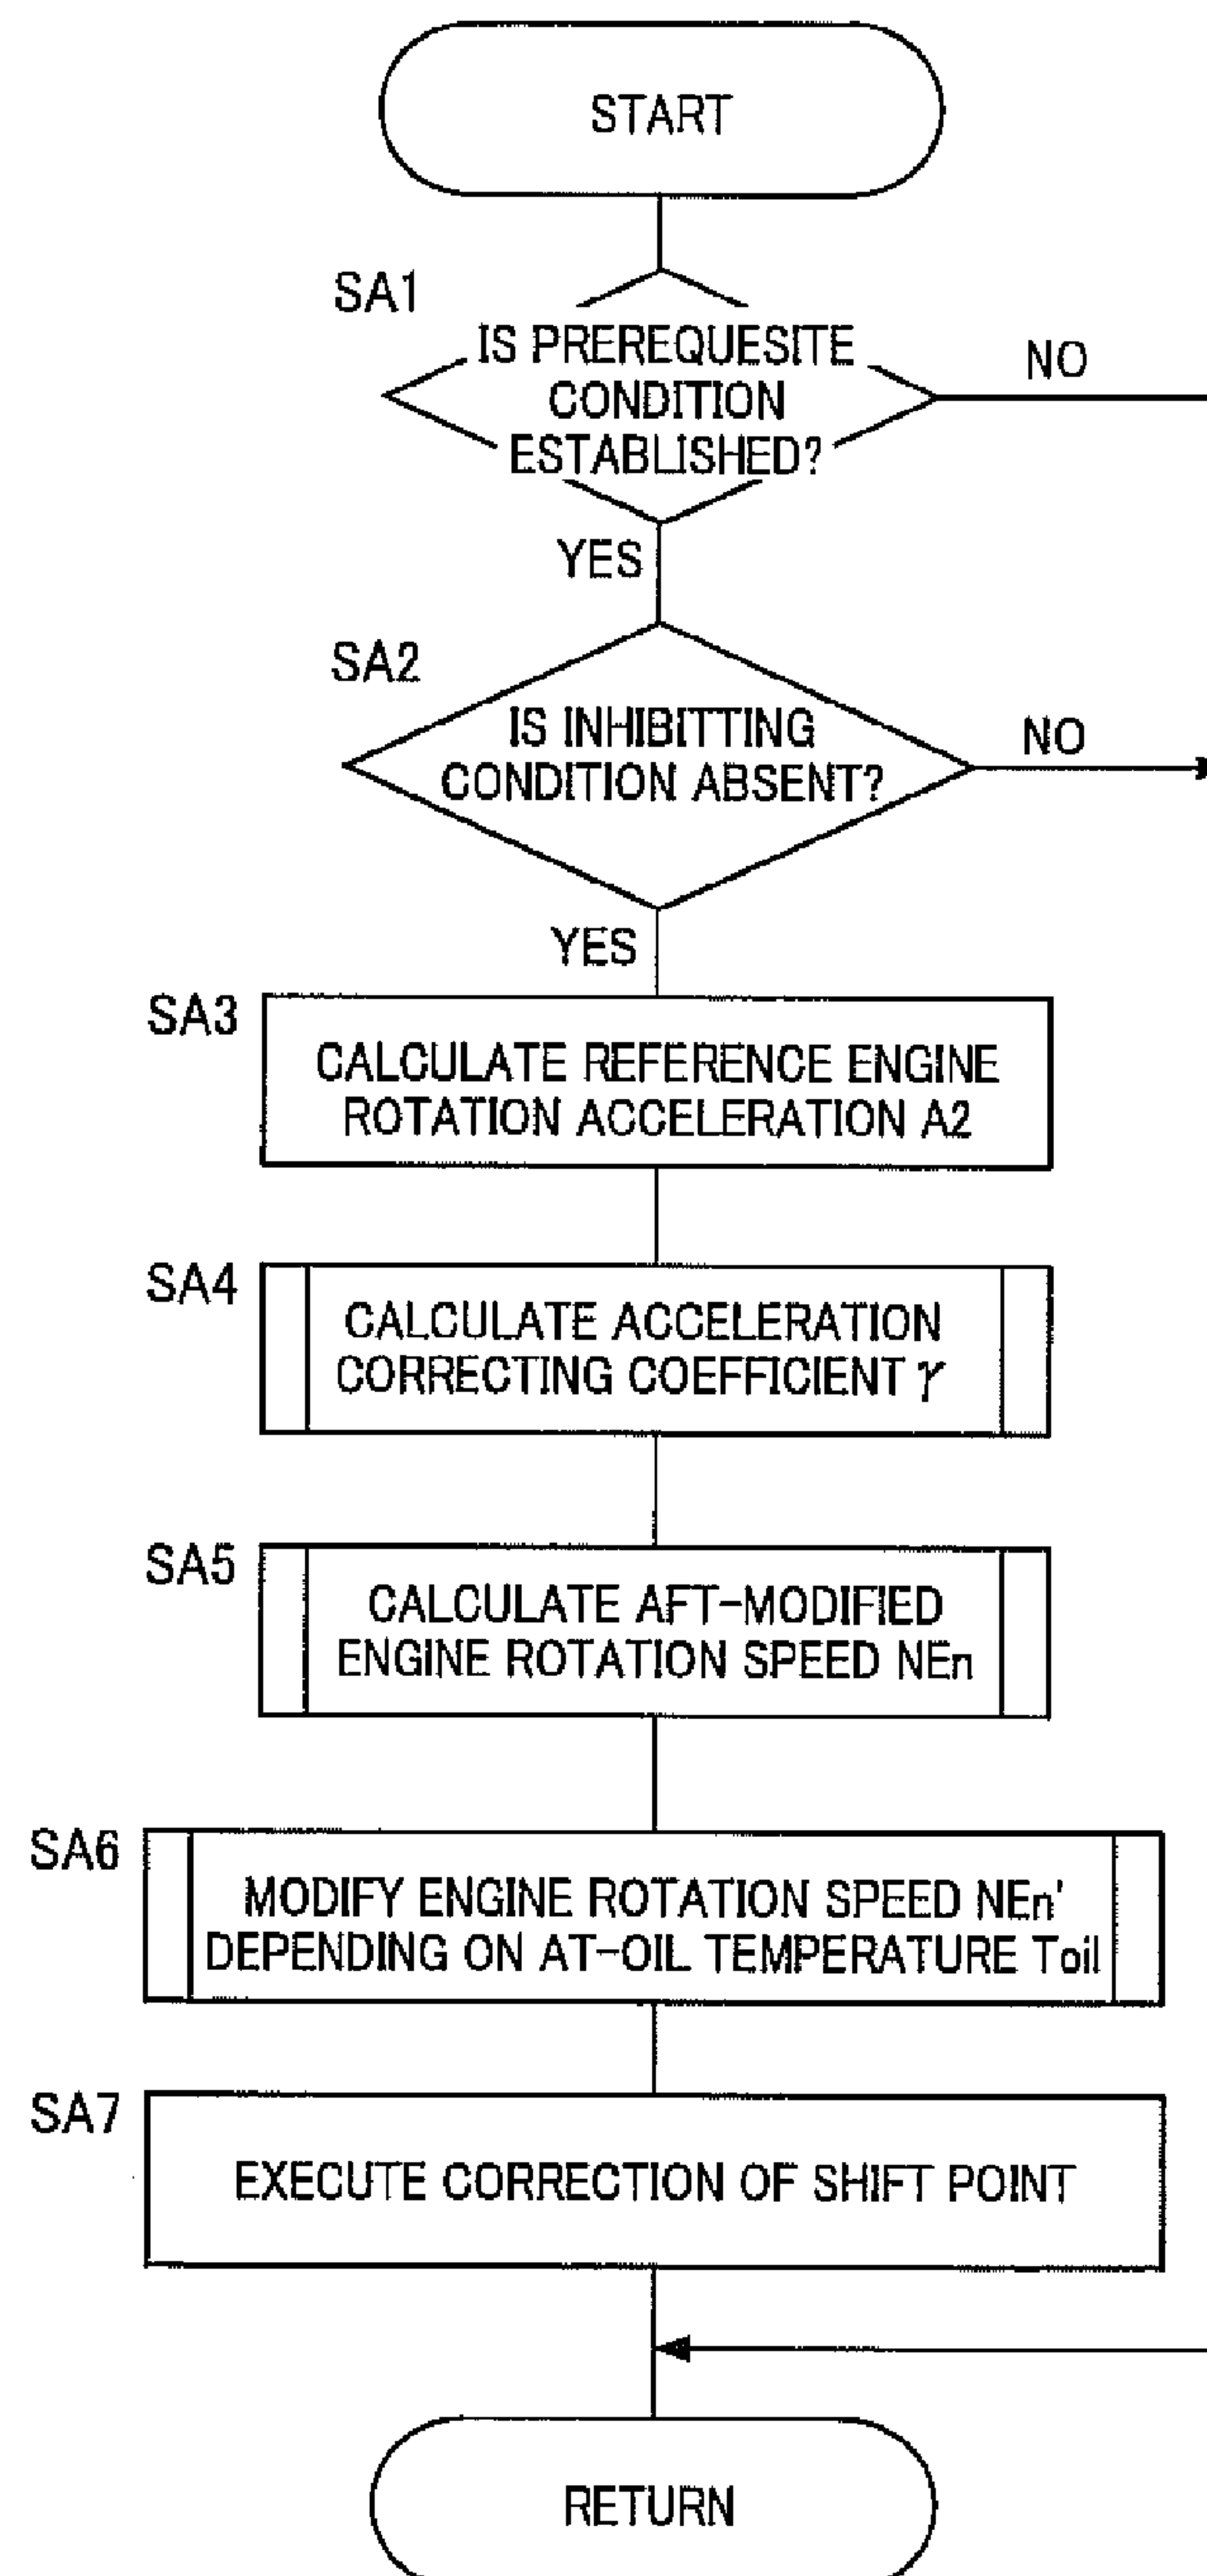 START
SA1
IS PREREQUESITE
CONDITION
ESTABLISHED?
NO
YES
SA2
IS INHIBITTING
CONDITION ABSENT?
NO
YES
SA3
CALCULATE REFERENCE ENGINE
ROTATION ACCELERATION A2
SA4
CALCULATE ACCELERATION
CORRECTING COEFFICIENT γ
SA5
CALCULATE AFT-MODIFIED
ENGINE ROTATION SPEED NEn
SA6
MODIFY ENGINE ROTATION SPEED NEn'
DEPENDING ON AT-OIL TEMPERATURE Toil
SA7
EXECUTE CORRECTION OF SHIFT POINT
RETURN